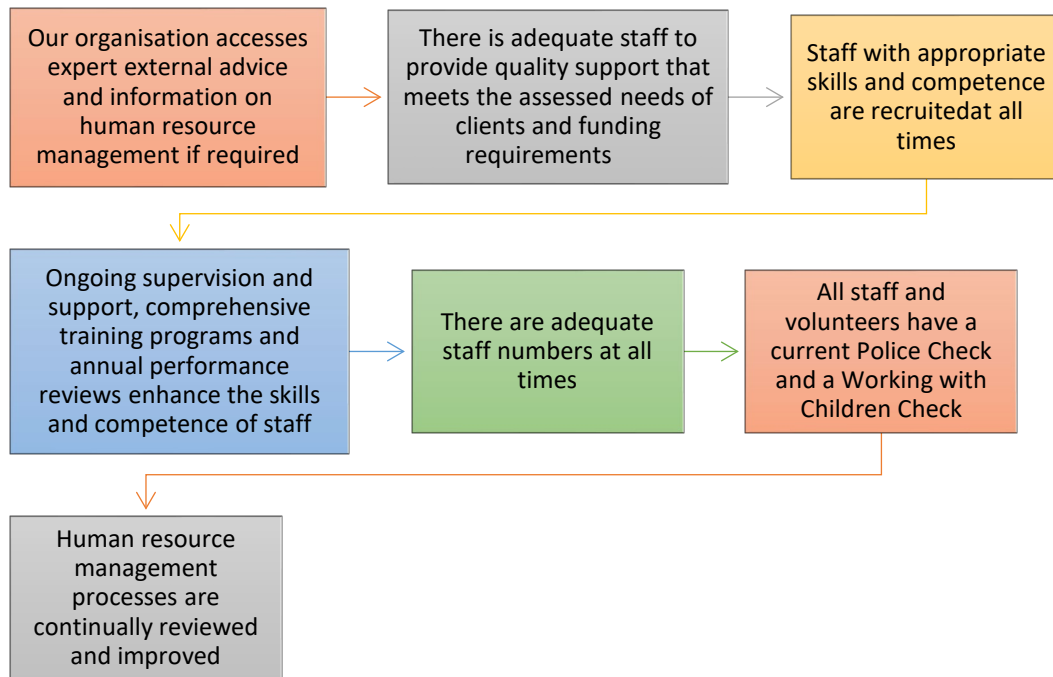 Our organisation accesses
expert external advice
and information on
human resource
management if required
There is adequate staff to
provide quality support that
meets the assessed needs of
clients and funding
requirements
Staff with appropriate
skills and competence
are recruitedat all
times
Ongoing supervision and
support, comprehensive
training programs and
annual performance
reviews enhance the skills
and competence of staff
There are adequate
staff numbers at all
times
All staff and
volunteers have a
current Police Check
and a Working with
Children Check
Human resource
management
processes are
continually reviewed
and improved